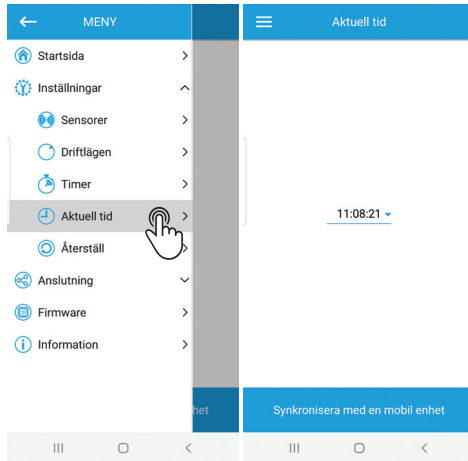 MENY
Startsida
Inställningar
Sensorer
Driftlägen
Timer
Aktuell tid
Återställ
Anslutning
Firmware
Information
het
Aktuell tid
11:08:21
Synkronisera med en mobil enhet